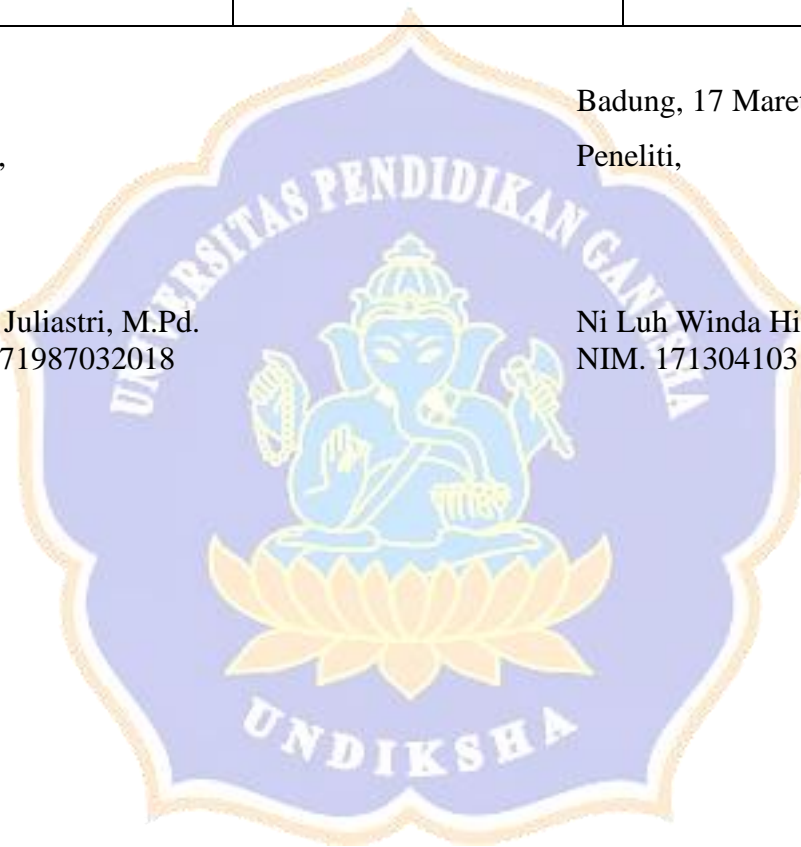 Badung, 17 Maret
,
Peneliti,
UNIVERSITAS PENDIDIKAN GANESHA
Juliastri, M.Pd.
Ni Luh Winda Hi
71987032018
NIM. 171304103
UNDIKSHA